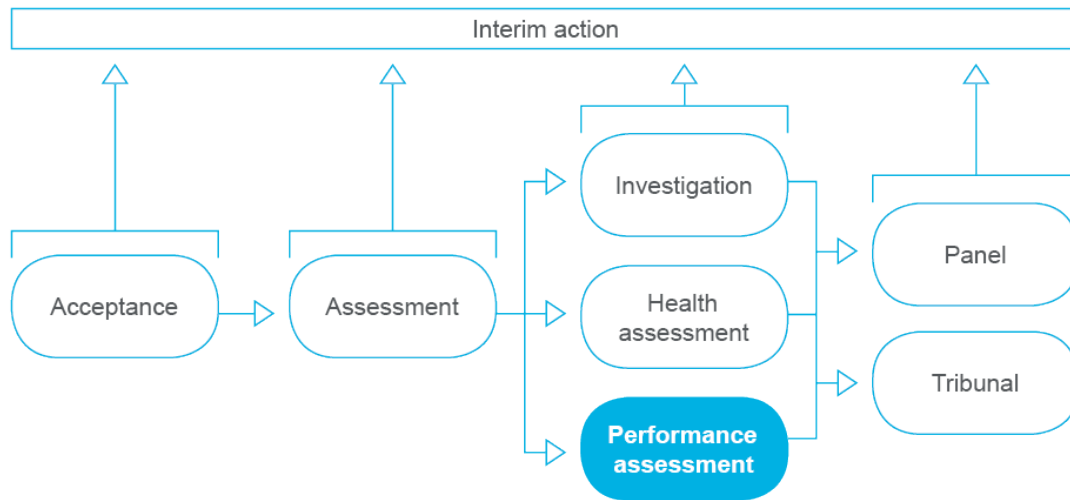 Interim action
Acceptance
Assessment
Investigation
Health
assessment
Performance
assessment
Panel
Tribunal